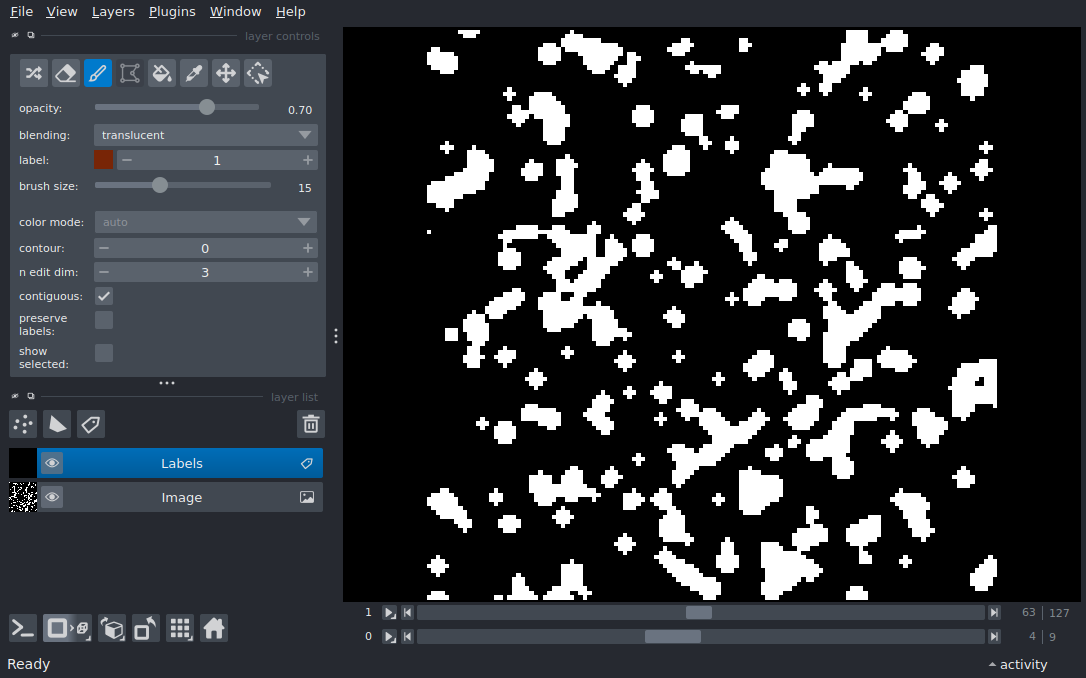 File View Layers Plugins Window Help
layer controls
opacity: 0.70
blending: translucent
label: 1
brush size: 15
color mode: auto
contour: 0
n edit dim: 3
contiguous:
preserve
labels:
show
selected:
layer list
Labels
Image
1 63 127
0 4 9
Ready activity